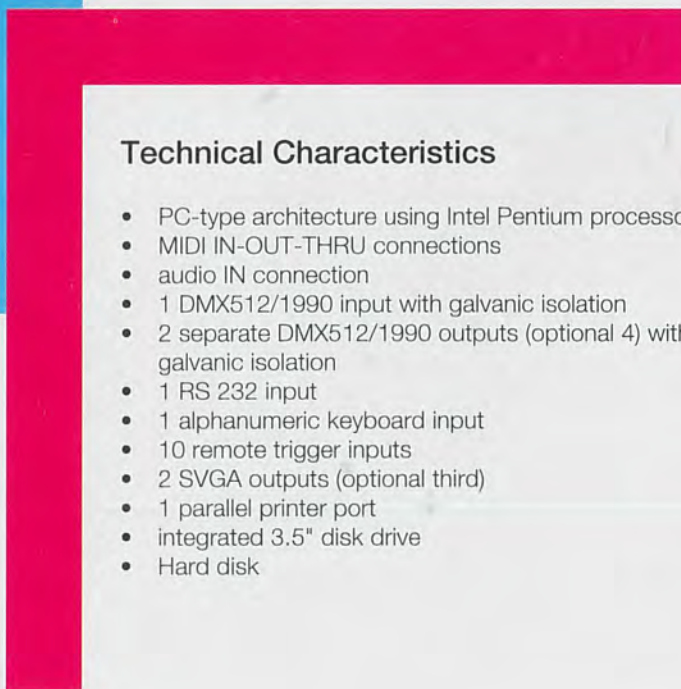 Technical Characteristics
• PC-type architecture using Intel Pentium processo
• MIDI IN-OUT-THRU connections
• audio IN connection
• 1 DMX512/1990 input with galvanic isolation
• 2 separate DMX512/1990 outputs (optional 4) with
galvanic isolation
• 1 RS 232 input
• 1 alphanumeric keyboard input
• 10 remote trigger inputs
• 2 SVGA outputs (optional third)
• 1 parallel printer port
• integrated 3.5" disk drive
• Hard disk